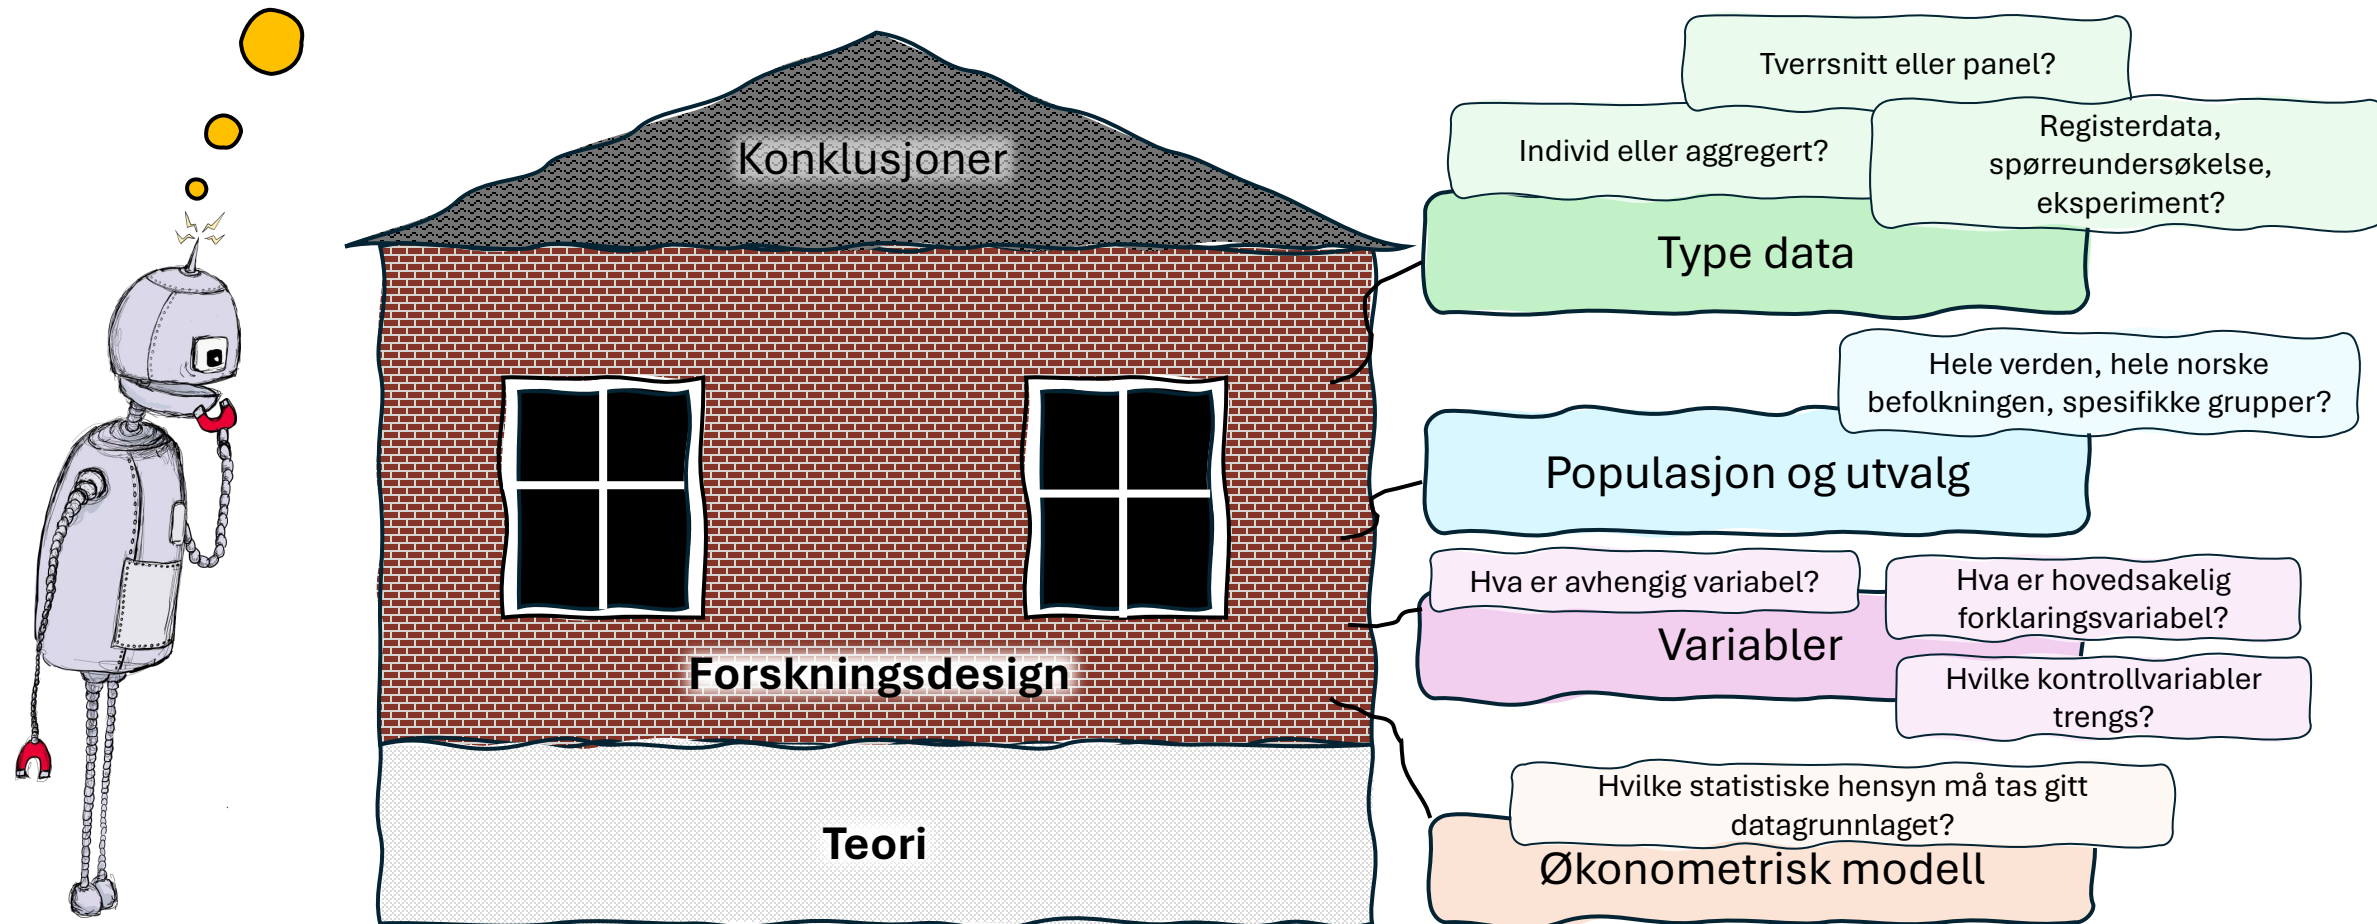 Konklusjoner
Forskningsdesign
Teori
Tverrsnitt eller panel?
Individ eller aggregert?
Registerdata,
spørreundersøkelse,
eksperiment?
Type data
Hele verden, hele norske
befolkningen, spesifikke grupper?
Populasjon og utvalg
Hva er avhengig variabel?
Hva er hovedsakelig
forklaringsvariabel?
Variabler
Hvilke kontrollvariabler
trengs?
Hvilke statistiske hensyn må tas gitt
datagrunnlaget?
Økonometrisk modell